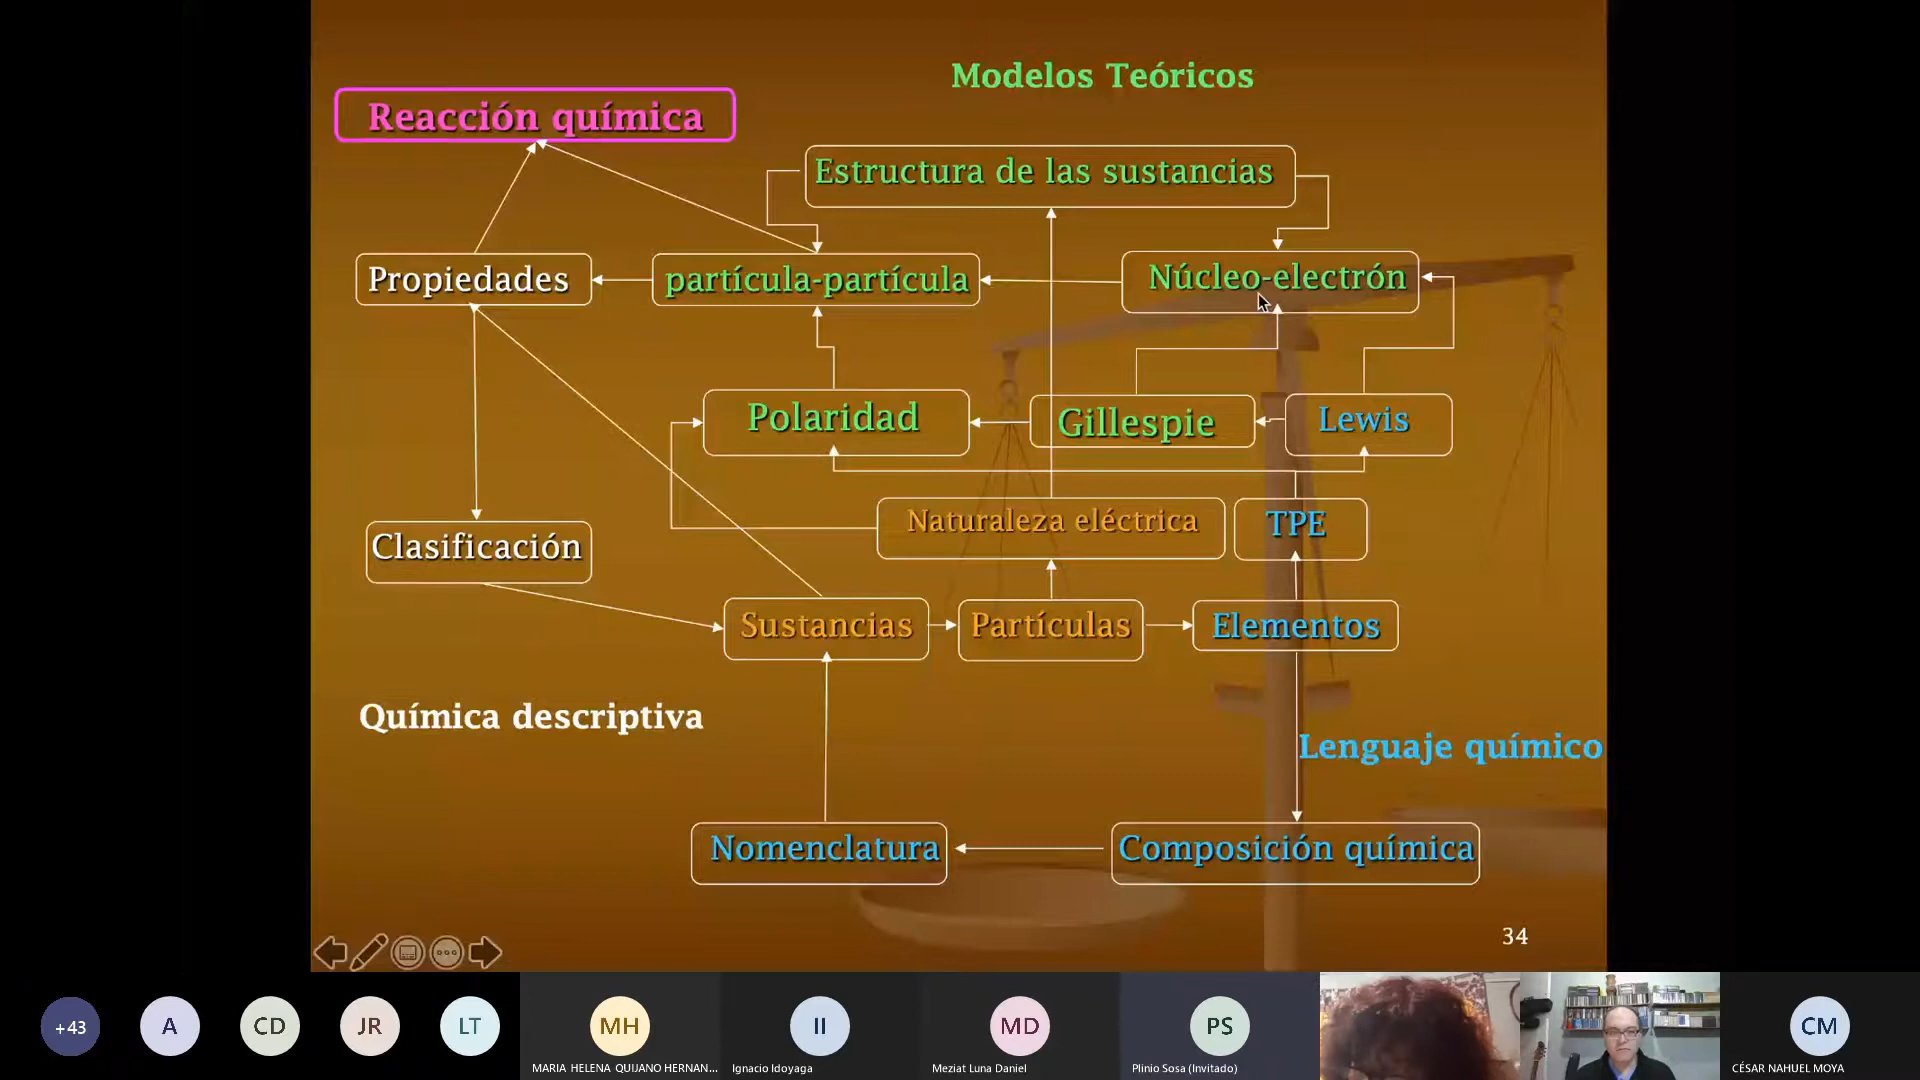 Modelos Teóricos
Reacción química
Estructura de las sustancias
Propiedades
partícula-partícula
Núcleo-electrón
Polaridad
Gillespie
Lewis
Naturaleza eléctrica
TPE
Clasificación
Sustancias
Partículas
Elementos
Química descriptiva
Lenguaje químico
Nomenclatura
Composición química
34
+43
A
CD
JR
LT
MH
MARIA HELENA QUIJANO HERNAN...
II
Ignacio Idoyaga
MD
Meziat Luna Daniel
PS
Plinio Sosa (Invitado)
CM
CÉSAR NAHUEL MOYA